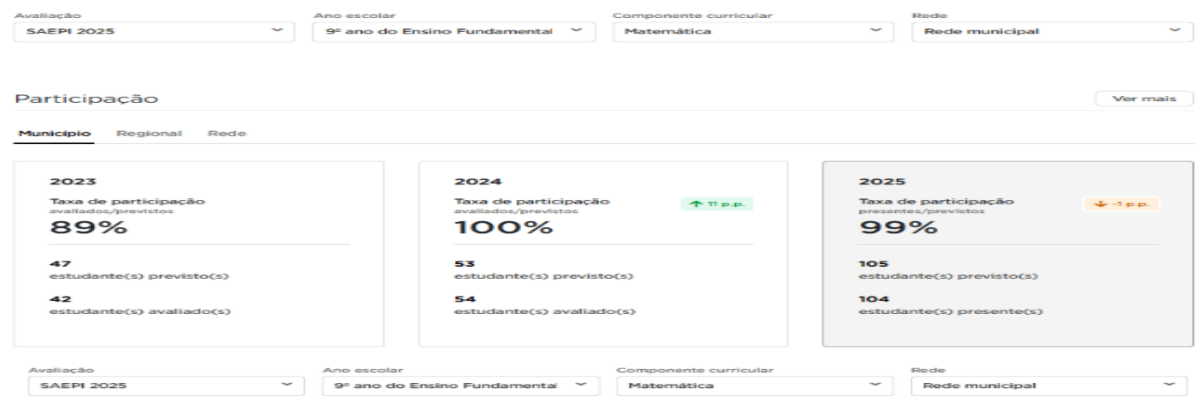 Avaliação Ano escolar Componente curricular Rede
SAEPI 2025 9º ano do Ensino Fundamental Matemática Rede municipal
Participação Ver mais
Município Regional Rede
2023
Taxa de participação
avaliados/previstos
89%
47
estudante(s) previsto(s)
42
estudante(s) avaliado(s)
2024
Taxa de participação ↑ 11 p.p.
avaliados/previstos
100%
53
estudante(s) previsto(s)
54
estudante(s) avaliado(s)
2025
Taxa de participação ↓ -1 p.p.
presentes/previstos
99%
105
estudante(s) previsto(s)
104
estudante(s) presente(s)
Avaliação Ano escolar Componente curricular Rede
SAEPI 2025 9º ano do Ensino Fundamental Matemática Rede municipal